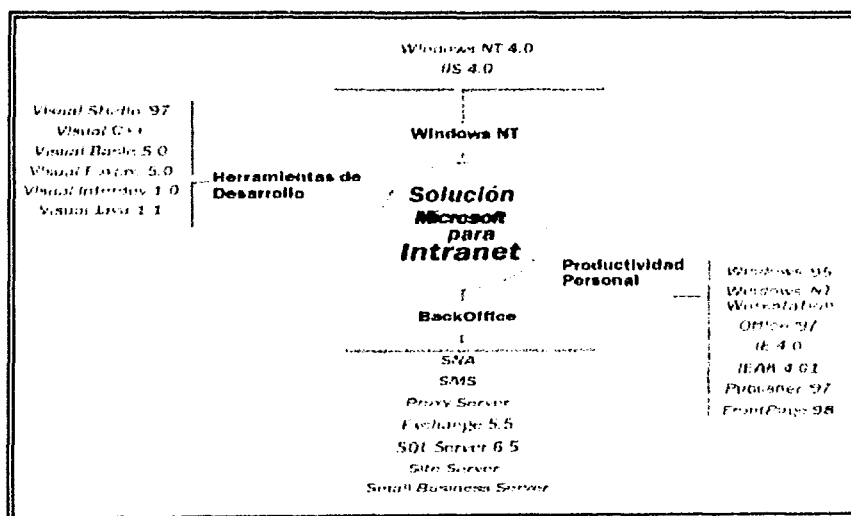 Windows NT 4.0
IIS 4.0
Windows NT
Visual Studio '97
Visual C++
Visual Basic 5.0
Visual Foxpro 5.0
Visual Interdev 1.0
Visual Java 1.1
Herramientas de
Desarrollo
Solución
Microsoft
para
Intranet
Productividad
Personal
Windows 95
Windows NT
Workstation
Office '97
IE 4.0
IEAK 4.01
Publisher '97
FrontPage 98
BackOffice
SNA
SMS
Proxy Server
Exchange 5.5
SQL Server 6.5
Site Server
Small Business Server